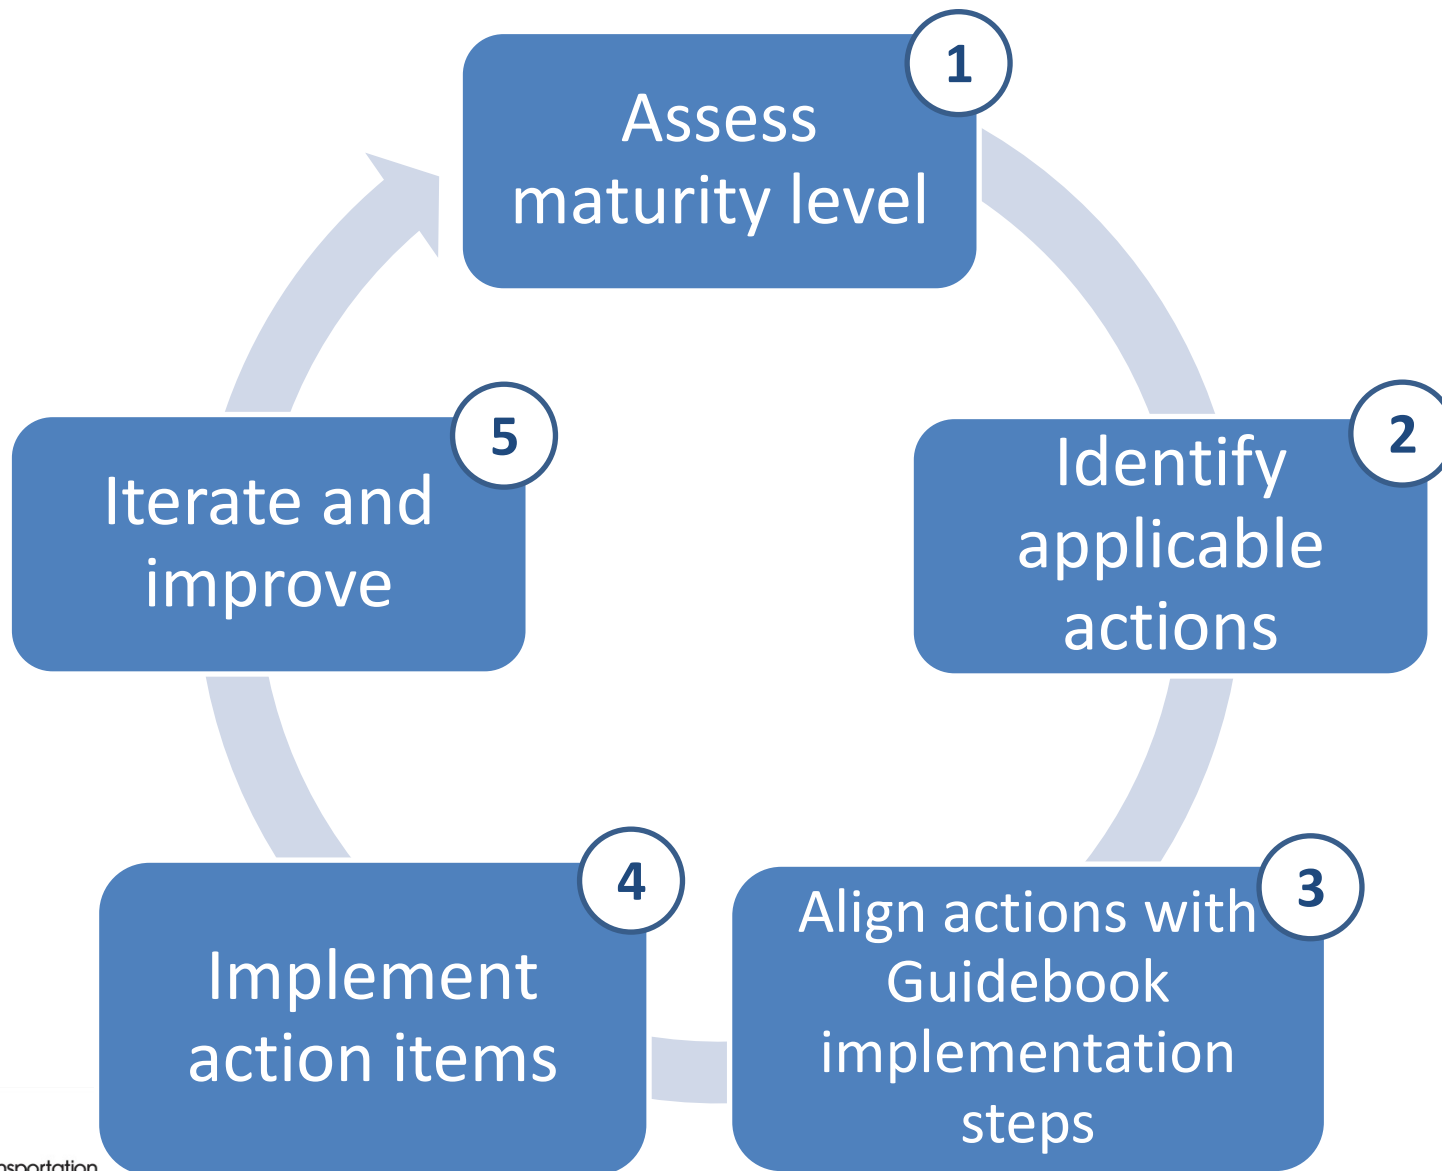 1
Assess
maturity level
2
Identify
applicable
actions
3
Align actions with
Guidebook
implementation
steps
4
Implement
action items
5
Iterate and
improve